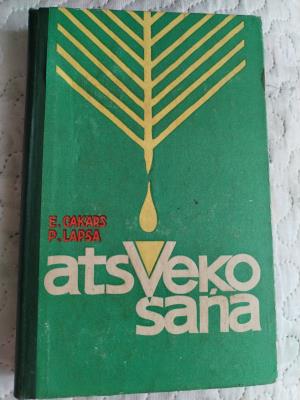 E. CAKARS
P. LAPSA
atsVeko
šaņa